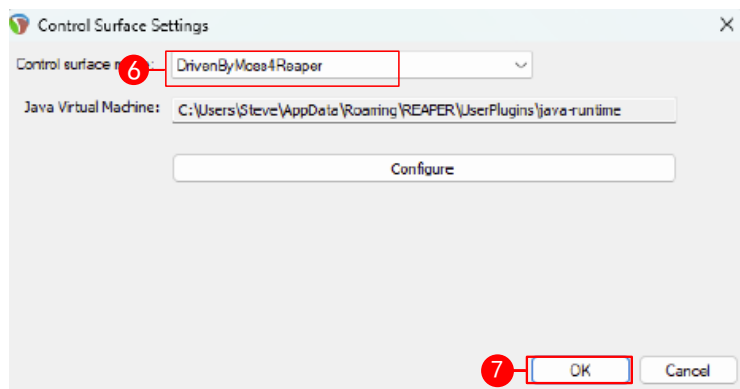 Control Surface Settings
Control surface m
6
DrivenByMoss4Reaper
Java Virtual Machine:
C:\Users\Steve\AppData\Roaming\REAPER\UserPlugins\java-runtime
Configure
7
OK
Cancel